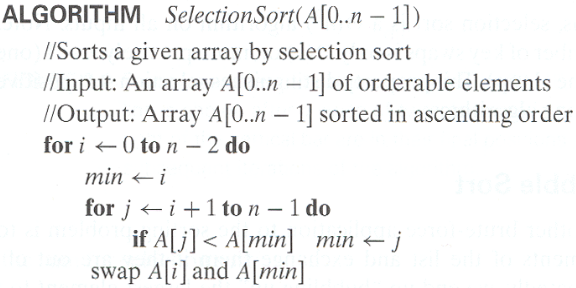 ALGORITHM SelectionSort(A[0..n – 1])
//Sorts a given array by selection sort
//Input: An array A[0..n – 1] of orderable elements
//Output: Array A[0..n – 1] sorted in ascending order
for i ← 0 to n – 2 do
min ← i
for j ← i + 1 to n – 1 do
if A[j] < A[min] min ← j
swap A[i] and A[min]